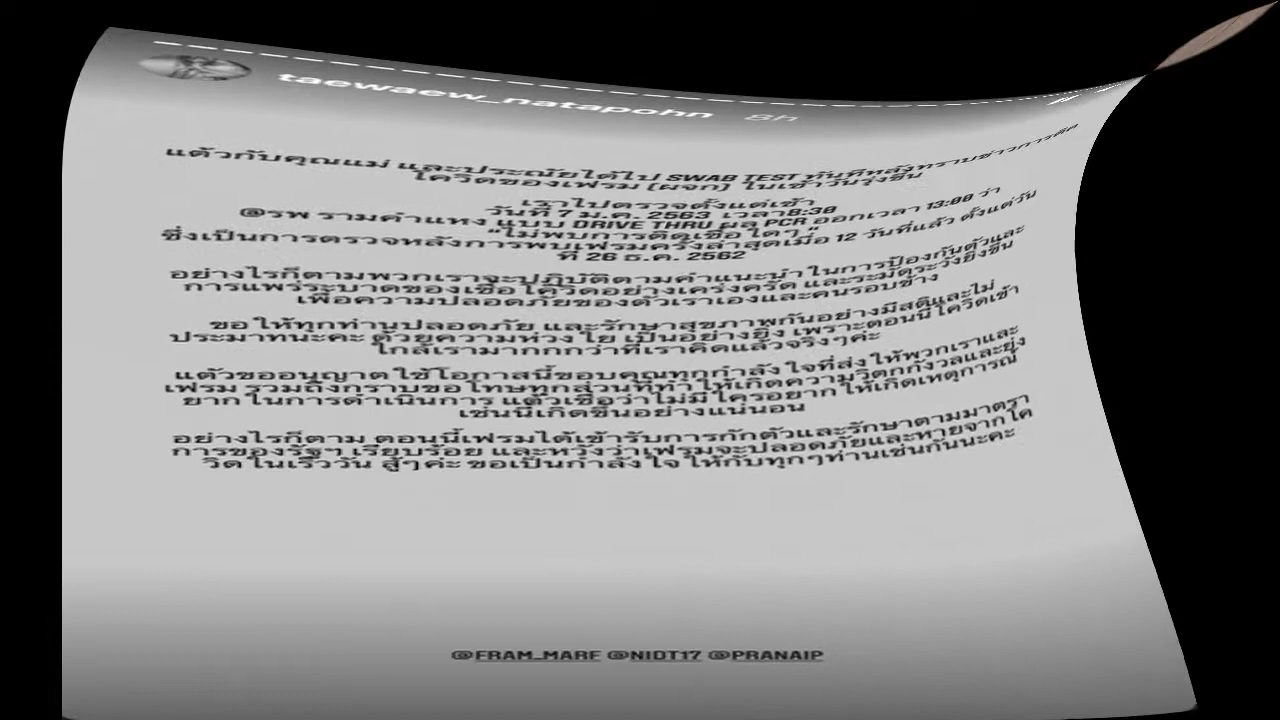 taewaew_natapohn 8h
แต้วกับคุณแม่ และประณัยได้ไป SWAB TEST ทันทีหลังทราบข่าวการติด
โควิดของเฟรม (ผจก) ในเช้าวันรุ่งขึ้น
เราไปตรวจตั้งแต่เช้า
วันที่ 7 ม.ค. 2563 เวลา8:30
@รพ รามคำแหง แบบ DRIVE THRU ผล PCR ออกเวลา 13:00 ว่า
"ไม่พบการติดเชื้อใดๆ"
ซึ่งเป็นการตรวจหลังการพบเฟรมครั้งล่าสุดเมื่อ 12 วันที่แล้ว ตั้งแต่วัน
ที่ 26 ธ.ค. 2562
อย่างไรก็ตามพวกเราจะปฏิบัติตามคำแนะนำในการป้องกันตัวและ
การแพร่ระบาดของเชื้อโควิดอย่างเคร่งครัด และระมัดระวังยิ่งขึ้น
เพื่อความปลอดภัยของตัวเราเองและคนรอบข้าง
ขอให้ทุกท่านปลอดภัย และรักษาสุขภาพกันอย่างมีสติและไม่
ประมาทนะคะ ด้วยความห่วงใย เป็นอย่างยิ่ง เพราะตอนนี้โควิดเข้า
ใกล้เรามากกกว่าที่เราคิดแล้วจริงๆค่ะ
แต้วขออนุญาตใช้โอกาสนี้ขอบคุณทุกกำลังใจที่ส่งให้พวกเราและ
เฟรม รวมถึงกราบขอโทษทุกส่วนที่ทำให้เกิดความวิตกกังวลและยุ่ง
ยากในการดำเนินการ แต้วเชื่อว่าไม่มีใครอยากให้เกิดเหตุการณ์
เช่นนี้เกิดขึ้นอย่างแน่นอน
อย่างไรก็ตาม ตอนนี้เฟรมได้เข้ารับการกักตัวและรักษาตามมาตรา
การของรัฐฯ เรียบร้อย และหวังว่าเฟรมจะปลอดภัยและหายจากโค
วิดในเร็ววัน สู้ๆค่ะ ขอเป็นกำลังใจให้กับทุกๆท่านเช่นกันนะคะ
@FRAM_MARF @NIDT17 @PRANAIP